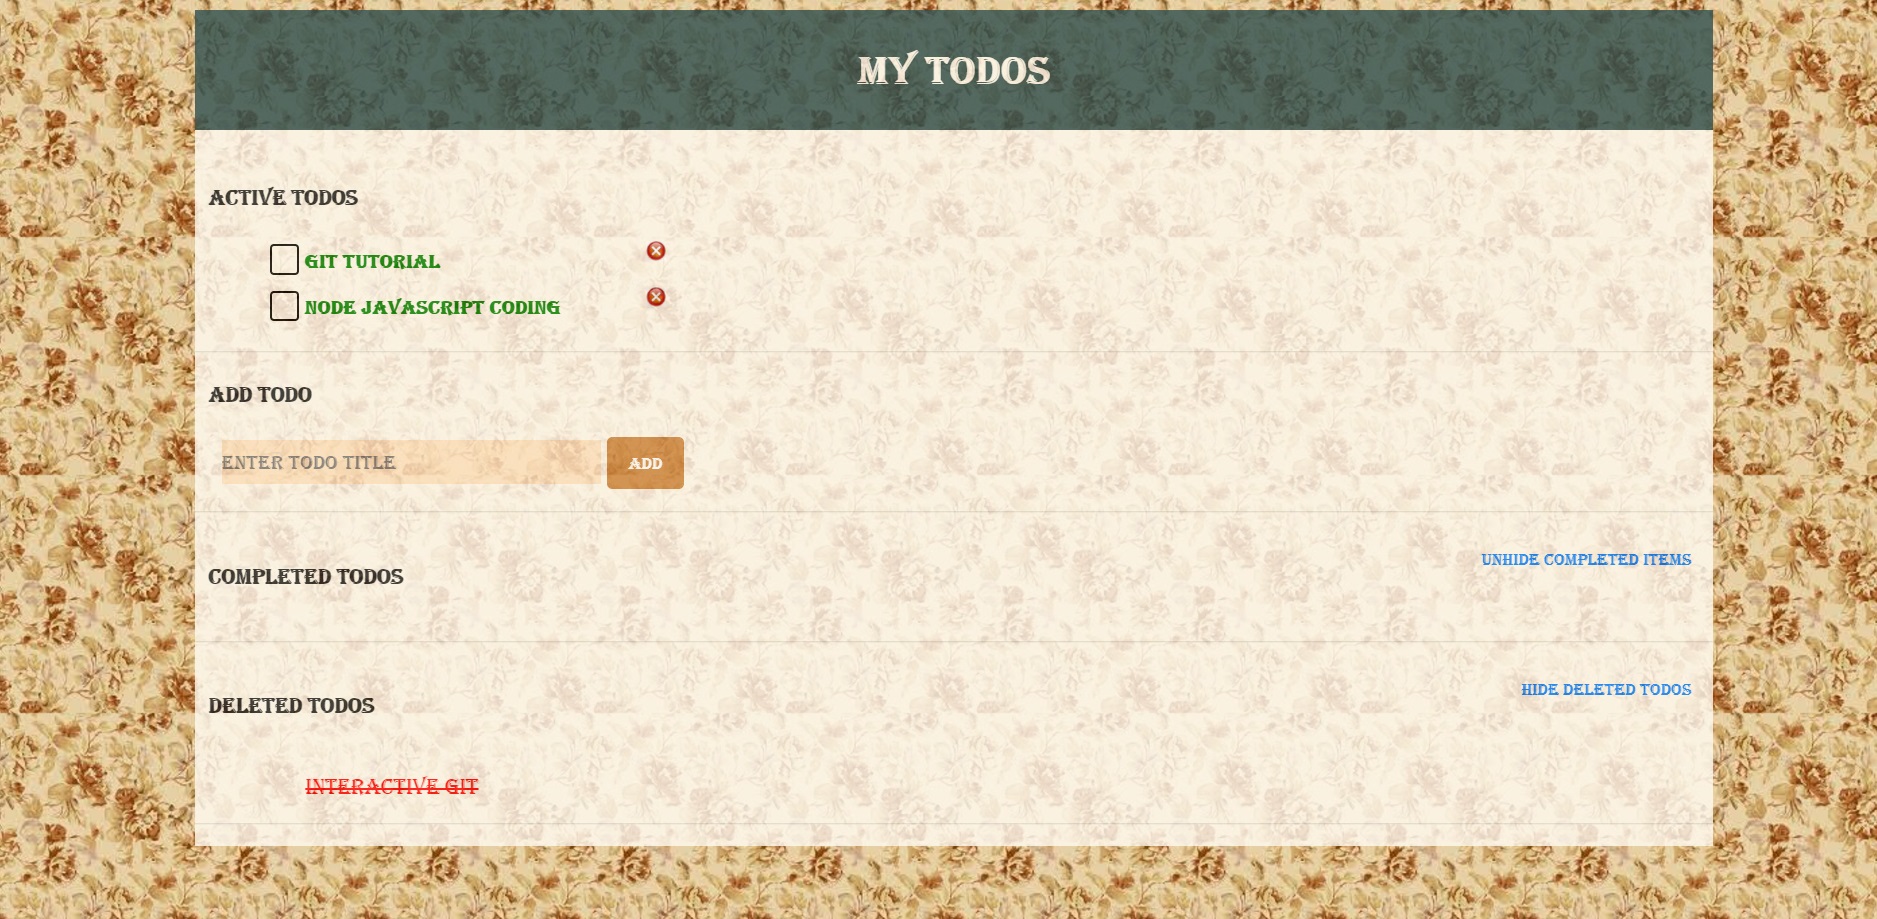 MY TODOS
ACTIVE TODOS
GIT TUTORIAL
NODE JAVASCRIPT CODING
ADD TODO
ENTER TODO TITLE
ADD
UNHIDE COMPLETED ITEMS
COMPLETED TODOS
HIDE DELETED TODOS
DELETED TODOS
INTERACTIVE GIT